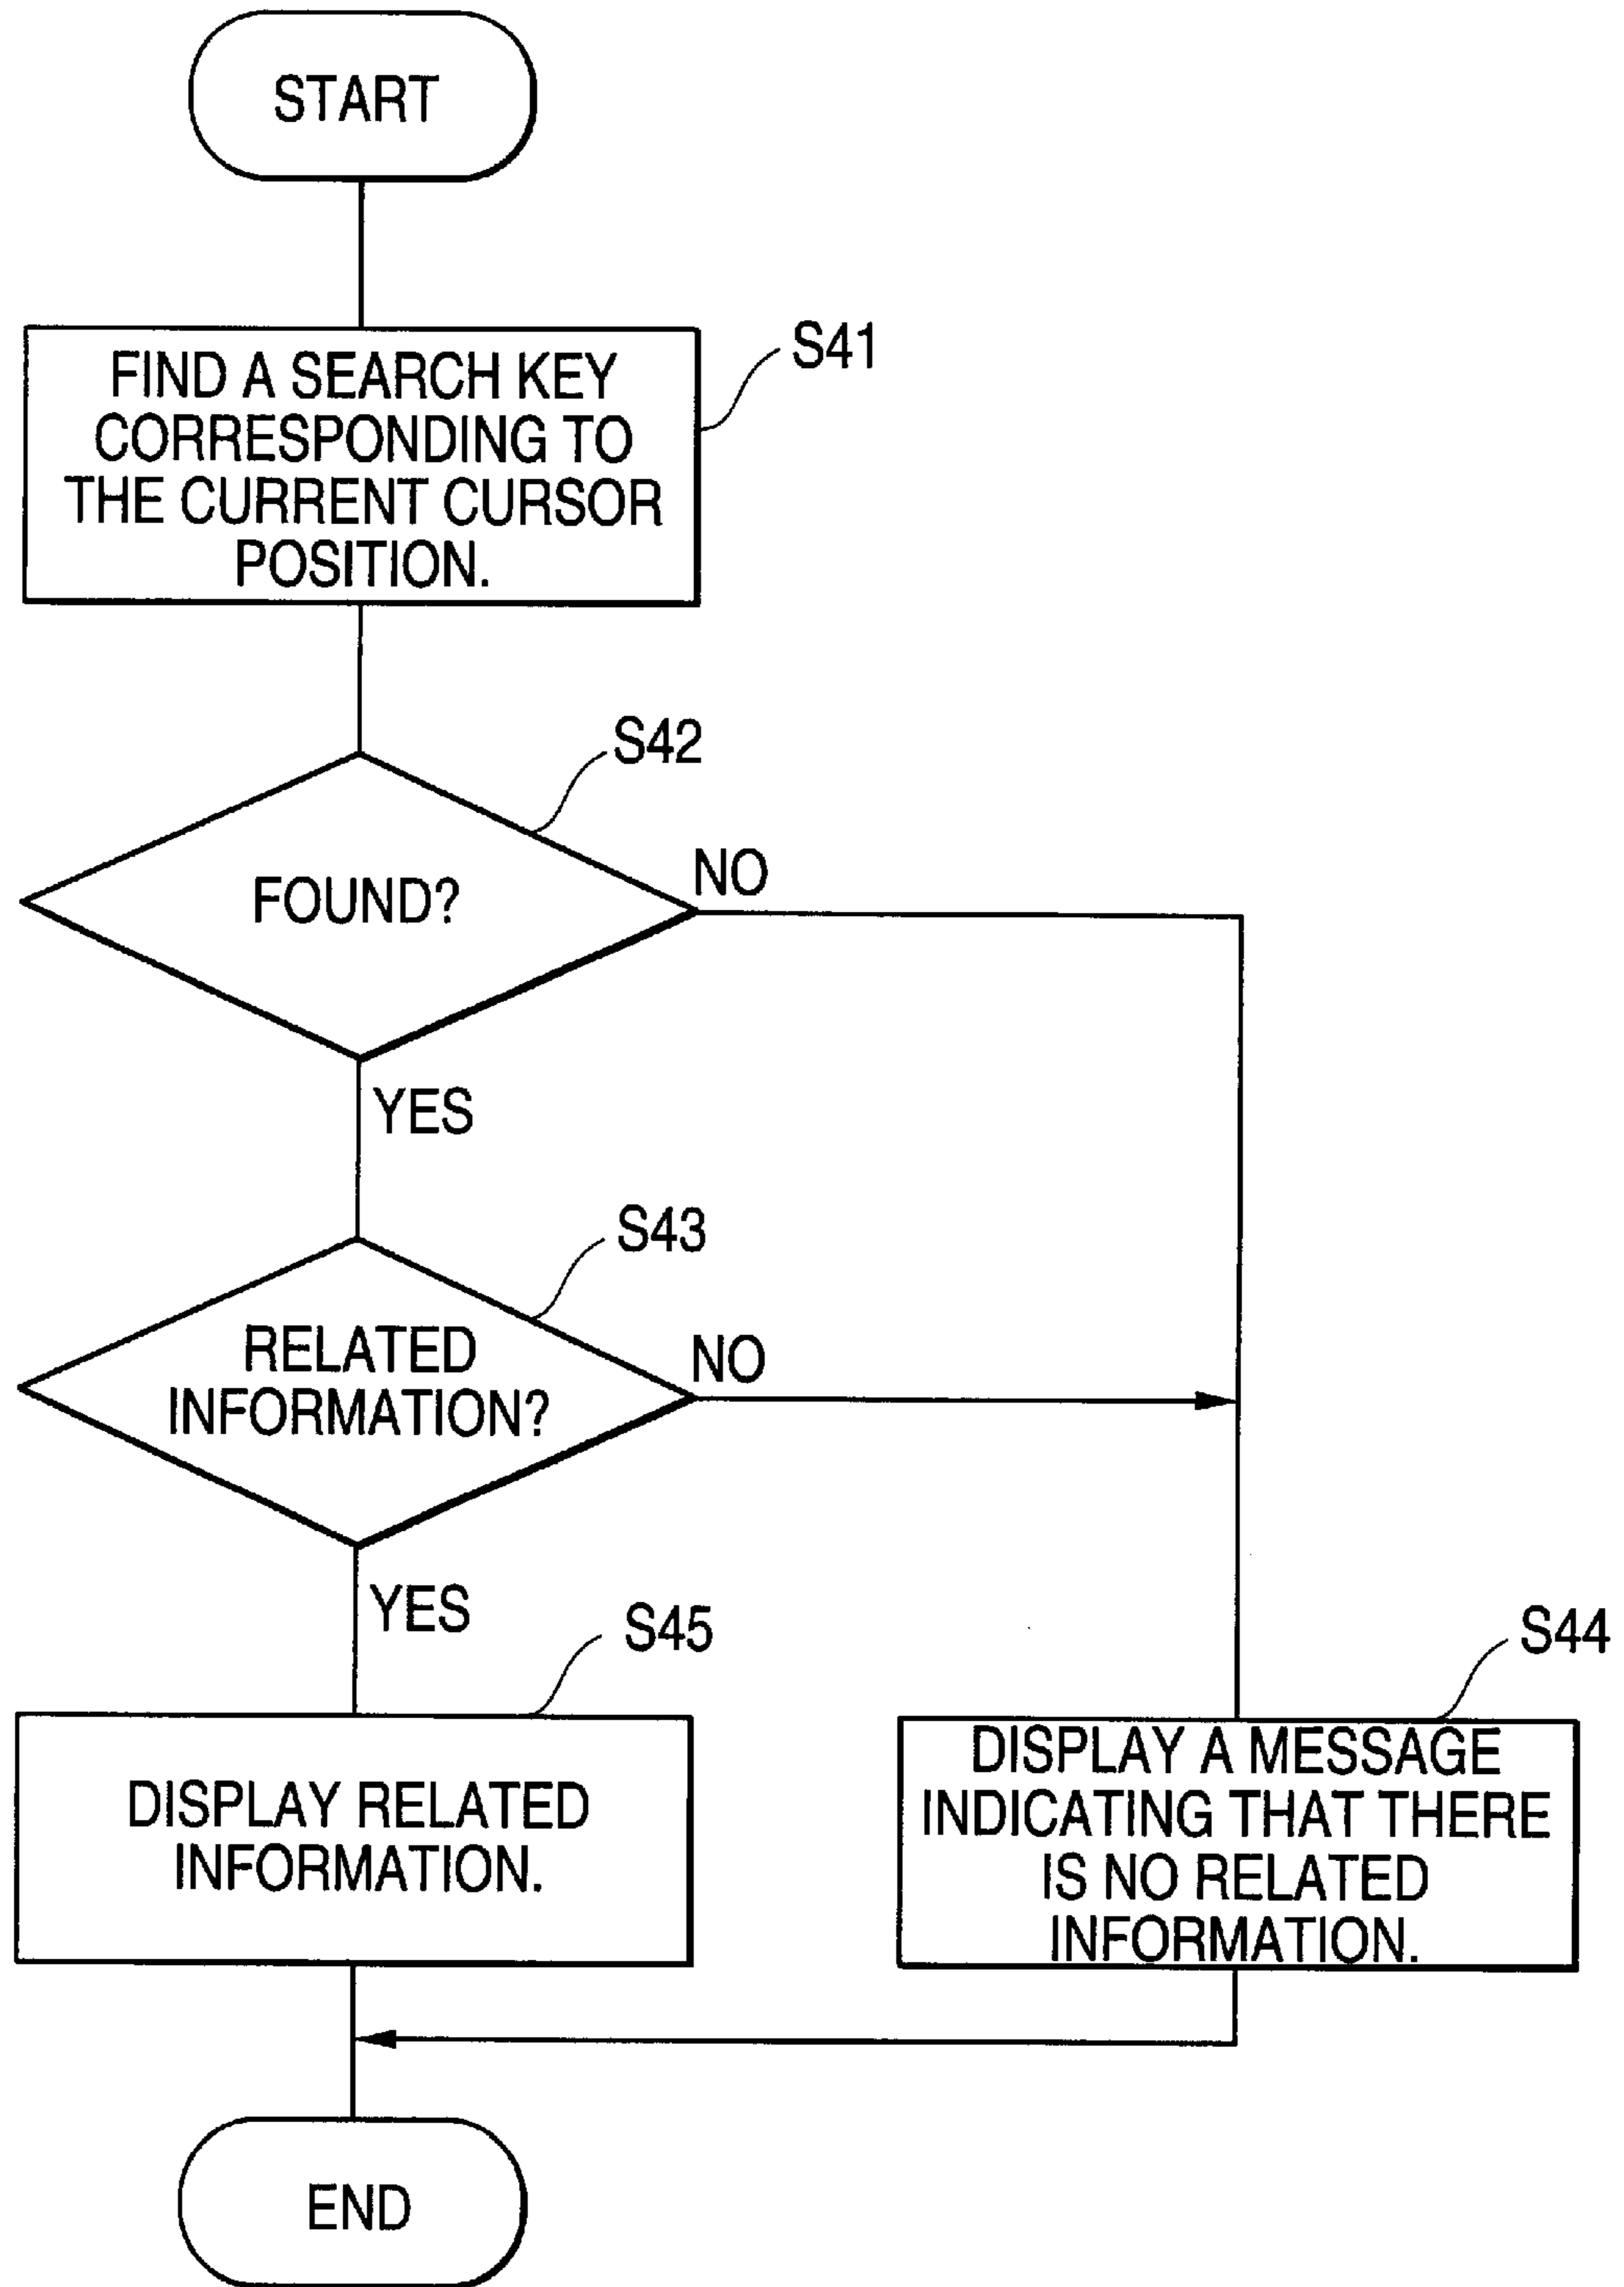 START
S41
FIND A SEARCH KEY
CORRESPONDING TO
THE CURRENT CURSOR
POSITION.
S42
FOUND?
NO
YES
S43
RELATED
INFORMATION?
NO
YES
S45
S44
DISPLAY RELATED
INFORMATION.
DISPLAY A MESSAGE
INDICATING THAT THERE
IS NO RELATED
INFORMATION.
END